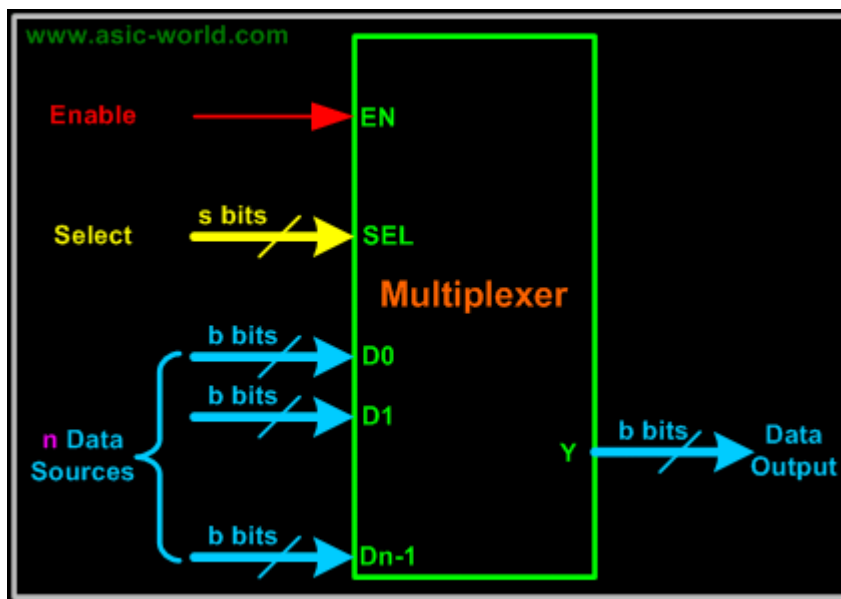 www.asic-world.com
Enable
EN
s bits
Select
SEL
Multiplexer
b bits
D0
b bits
D1
n Data
Sources
b bits
Dn-1
Y
b bits
Data
Output